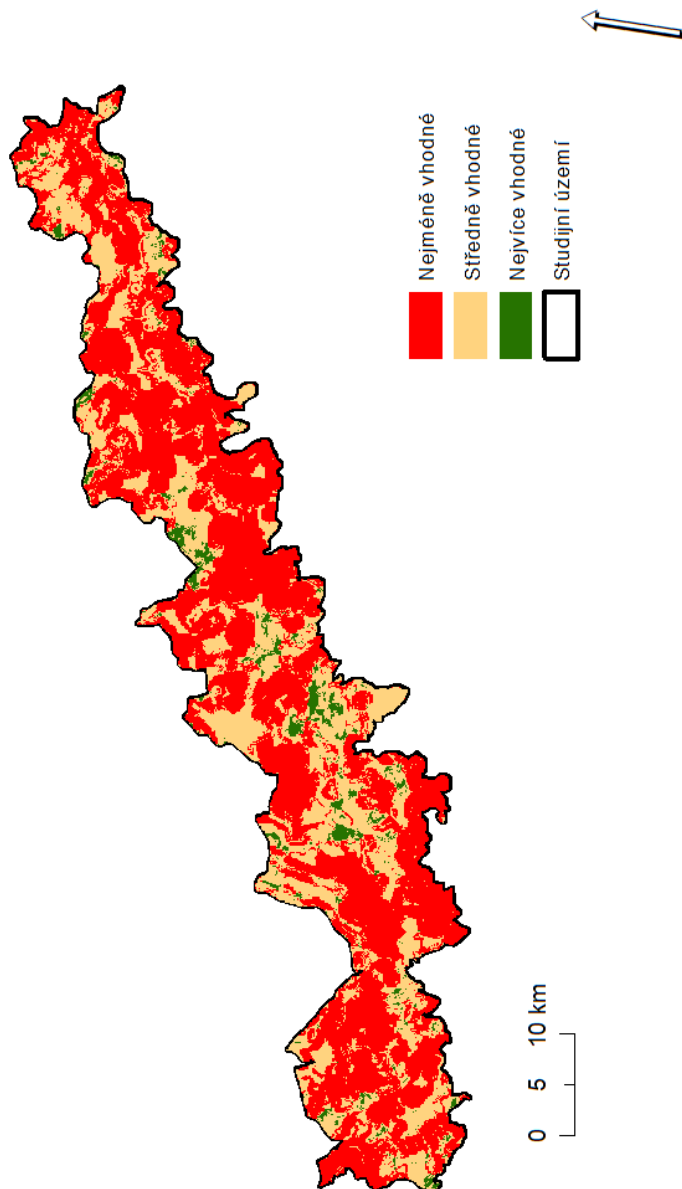 Nejméně vhodné
Středně vhodné
Nejvíce vhodné
Studijní území
0 5 10 km